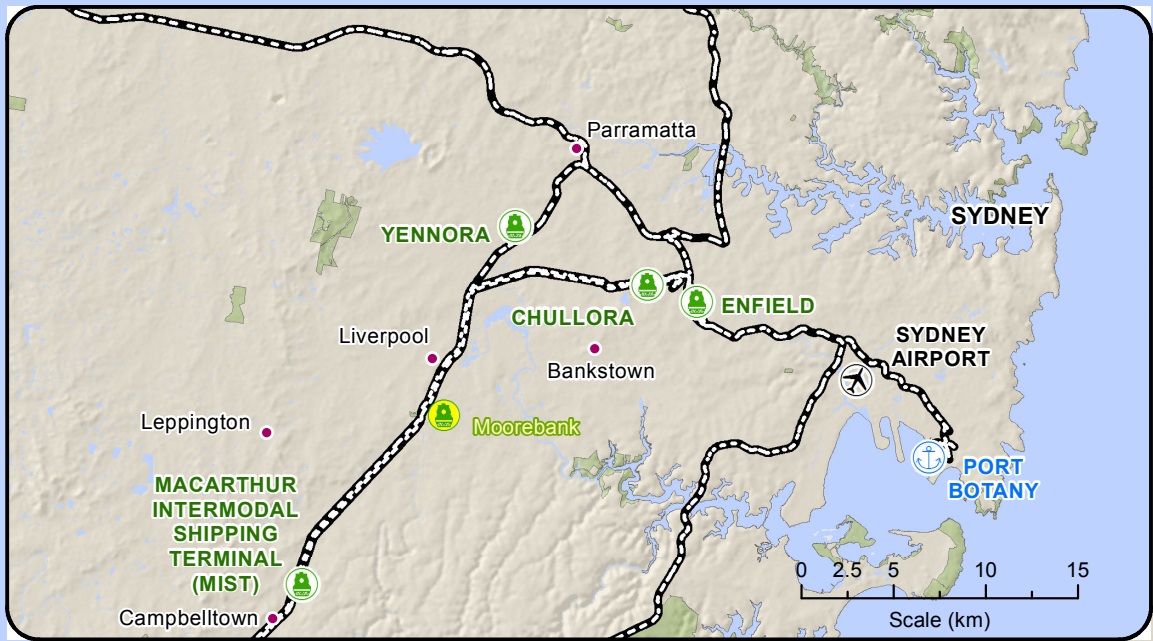 Parramatta
SYDNEY
YENNORA
CHULLORA
ENFIELD
Liverpool
SYDNEY
AIRPORT
Bankstown
Leppington
Moorebank
PORT
BOTANY
MACARTHUR
INTERMODAL
SHIPPING
TERMINAL
(MIST)
Campbelltown
0 2.5 5 10 15
Scale (km)